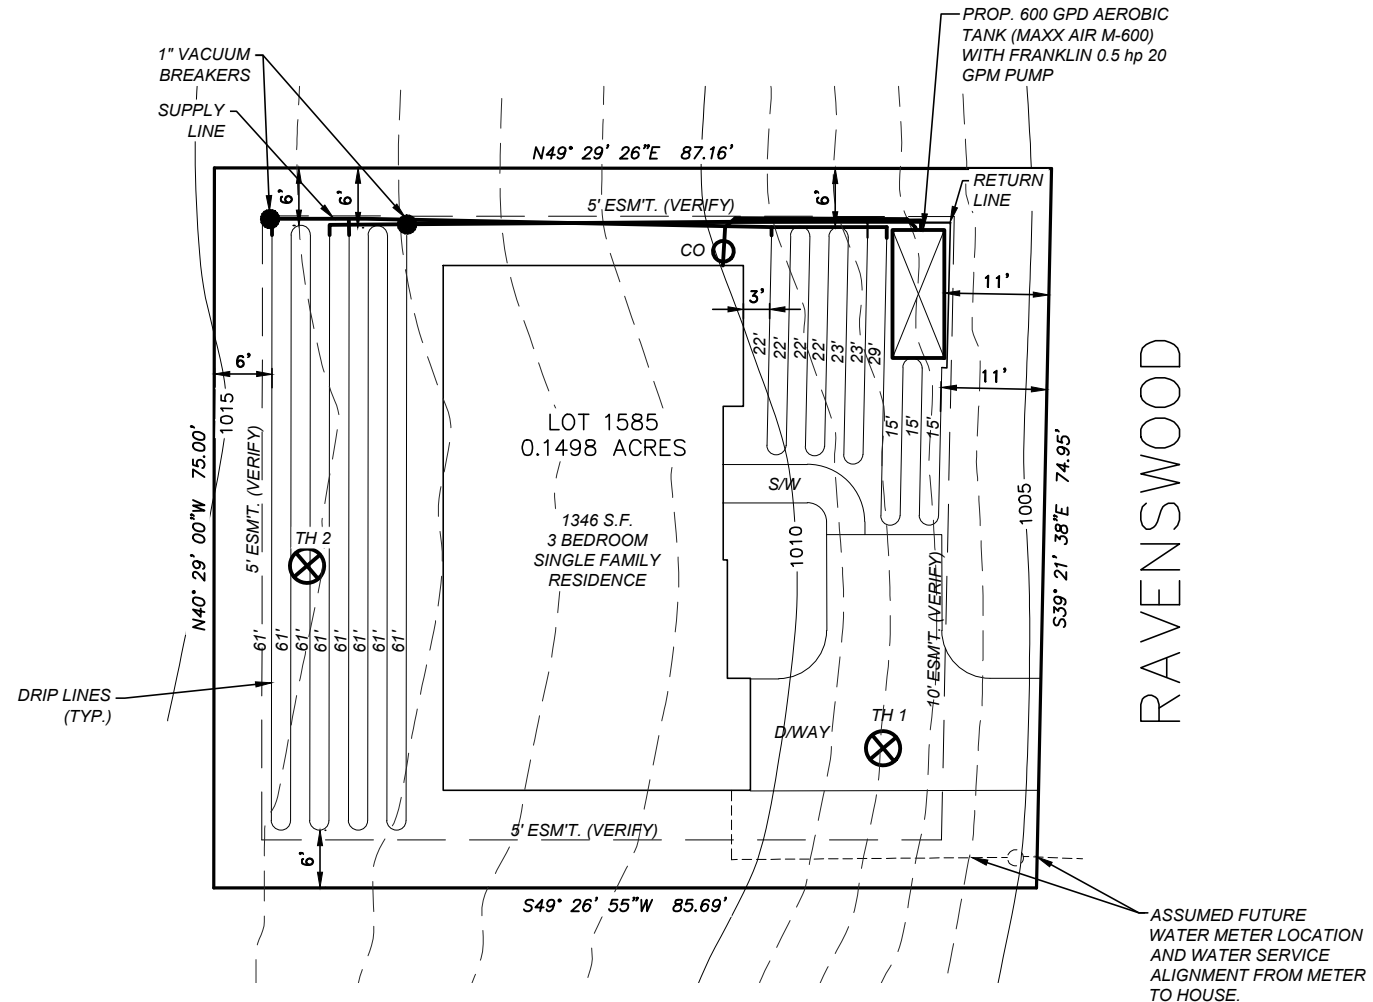 PROP. 600 GPD AEROBIC
TANK (MAXX AIR M-600)
WITH FRANKLIN 0.5 hp 20
GPM PUMP
1" VACUUM
BREAKERS
SUPPLY
LINE
N49° 29' 26"E 87.16'
RETURN
LINE
6'
6'
6'
5' ESM'T. (VERIFY)
CO
11'
3'
22'
22'
22'
22'
23'
23'
29'
6'
11'
1015
15'
15'
15'
LOT 1585
0.1498 ACRES
N40° 29' 00"W 75.00'
5' ESM'T. (VERIFY)
S/W
1346 S.F.
3 BEDROOM
SINGLE FAMILY
RESIDENCE
TH 2
1010
1005
S39° 21' 38"E 74.95'
RAVENSWOOD
10' ESM'T. (VERIFY)
61'
61'
61'
61'
61'
61'
61'
DRIP LINES
(TYP.)
TH 1
D/WAY
5' ESM'T. (VERIFY)
6'
S49° 26' 55"W 85.69'
ASSUMED FUTURE
WATER METER LOCATION
AND WATER SERVICE
ALIGNMENT FROM METER
TO HOUSE.